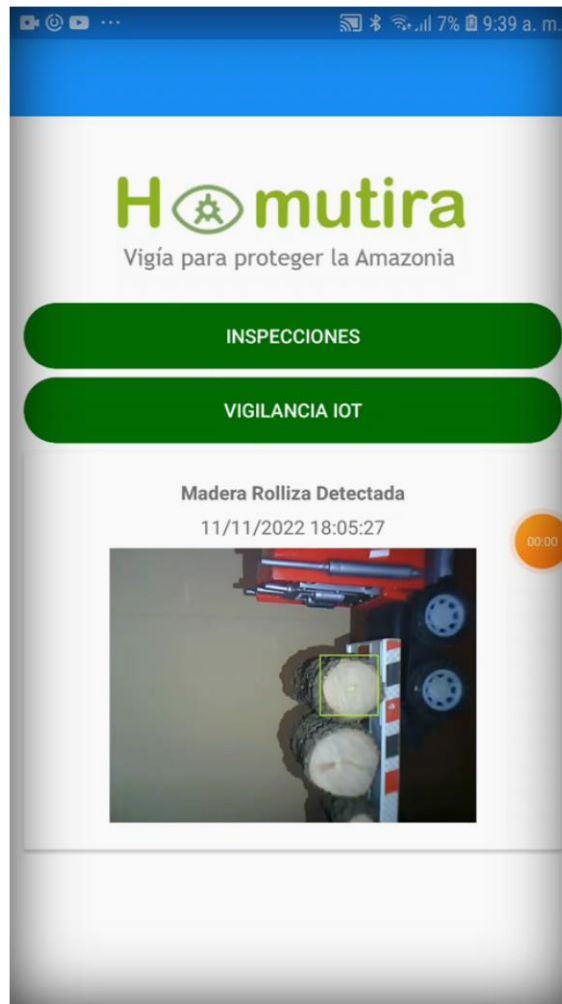 7% 9:39 a. m.
H mutira
Vigía para proteger la Amazonia
INSPECCIONES
VIGILANCIA IOT
Madera Rolliza Detectada
11/11/2022 18:05:27
00:00